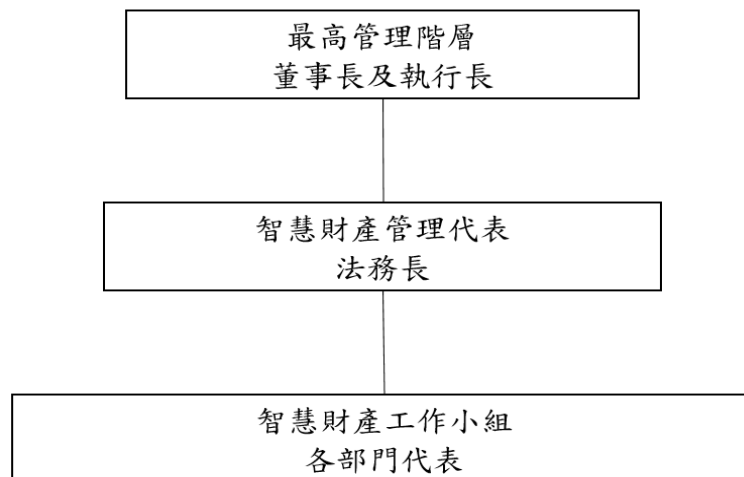 最高管理階層
董事長及執行長
智慧財產管理代表
法務長
智慧財產工作小組
各部門代表